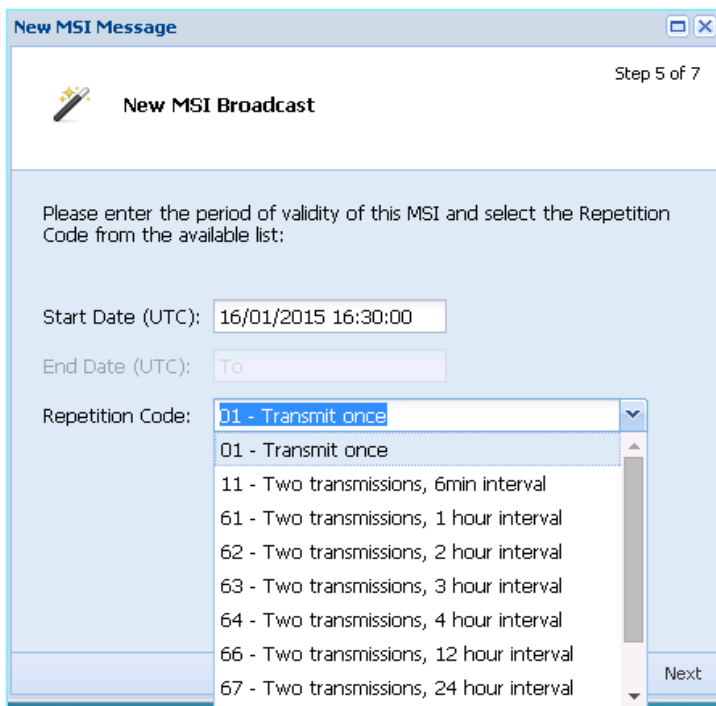 New MSI Message
Step 5 of 7
New MSI Broadcast
Please enter the period of validity of this MSI and select the Repetition
Code from the available list:
Start Date (UTC): 16/01/2015 16:30:00
End Date (UTC): To
Repetition Code: 01 - Transmit once
01 - Transmit once
11 - Two transmissions, 6min interval
61 - Two transmissions, 1 hour interval
62 - Two transmissions, 2 hour interval
63 - Two transmissions, 3 hour interval
64 - Two transmissions, 4 hour interval
66 - Two transmissions, 12 hour interval
Next
67 - Two transmissions, 24 hour interval